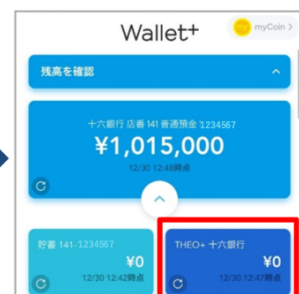 Wallet+
myCoin >
残高を確認
十六銀行 店番 141 普通預金 1234567
¥1,015,000
12/30 12:48時点
貯蓄 141-1234567
¥0
12/30 12:42時点
THEO+ 十六銀行
¥0
12/30 12:47時点